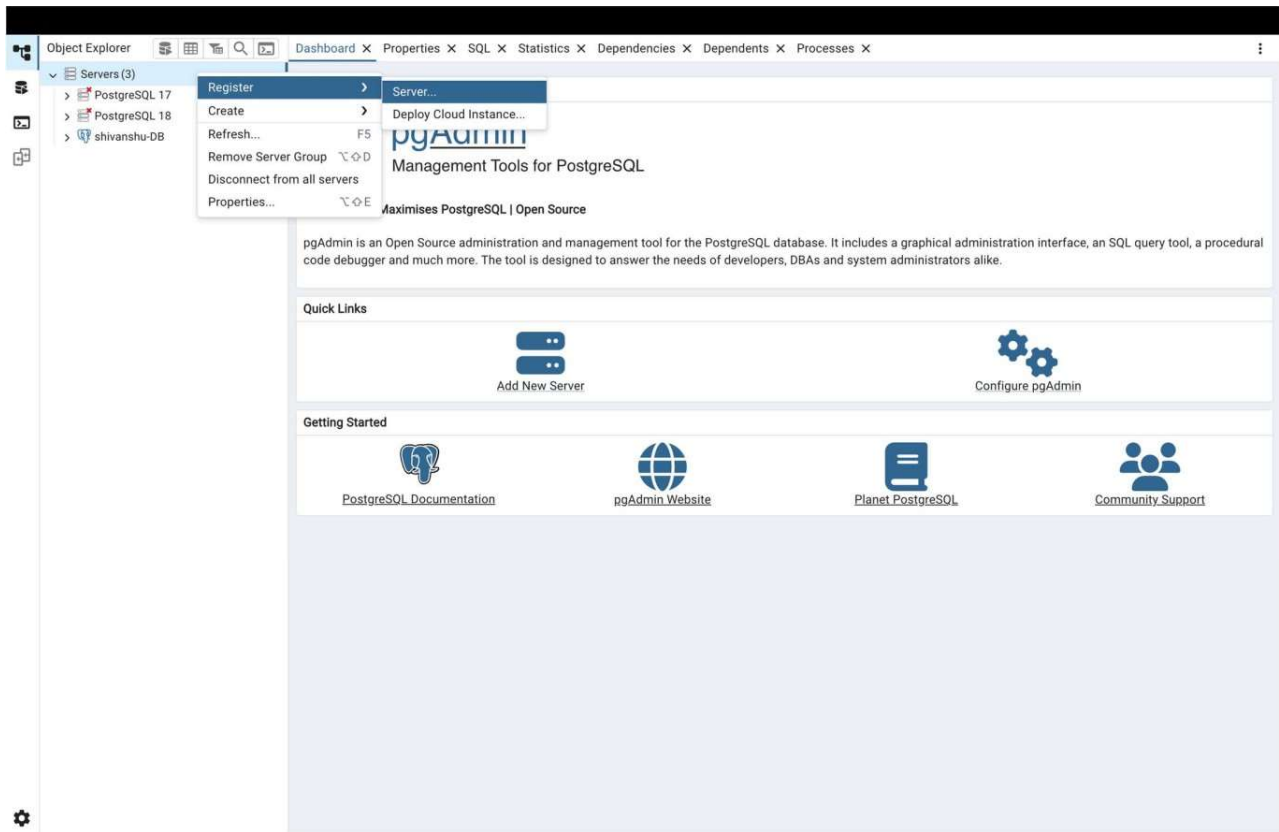 Object Explorer
Dashboard Properties SQL Statistics Dependencies Dependents Processes
Servers (3)
PostgreSQL 17
PostgreSQL 18
shivanshu-DB
Register
Create
Refresh... F5
Remove Server Group ⌥⇧D
Disconnect from all servers
Properties... ⌥⇧E
Server...
Deploy Cloud Instance...
pgAdmin
Management Tools for PostgreSQL
Maximises PostgreSQL | Open Source
pgAdmin is an Open Source administration and management tool for the PostgreSQL database. It includes a graphical administration interface, an SQL query tool, a procedural
code debugger and much more. The tool is designed to answer the needs of developers, DBAs and system administrators alike.
Quick Links
Add New Server
Configure pgAdmin
Getting Started
PostgreSQL Documentation
pgAdmin Website
Planet PostgreSQL
Community Support